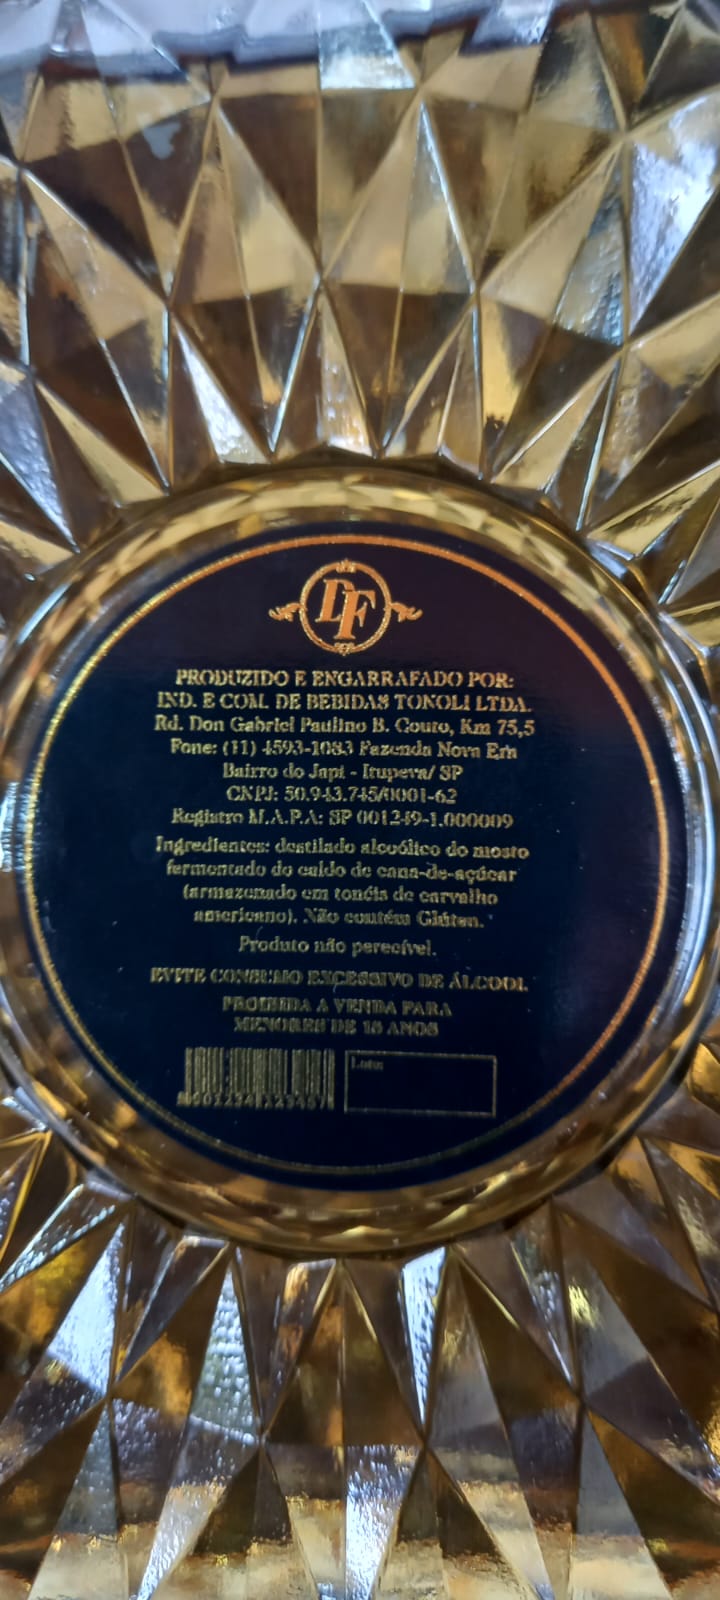 DF
PRODUZIDO E ENGARRAFADO POR:
IND. E COM. DE BEBIDAS TONOLI LTDA.
Rd. Don Gabriel Paulino B. Couto, Km 75,5
Fone: (11) 4593-1083 Fazenda Nova Era
Bairro do Japi - Itupeva/ SP
CNPJ: 50.943.745/0001-62
Registro M.A.P.A: SP 001249-1.000009
Ingredientes: destilado alcoólico do mosto
fermentado do caldo de cana-de-açúcar
(armazenado em tonéis de carvalho
americano). Não contém Glúten.
Produto não perecível.
EVITE CONSUMO EXCESSIVO DE ÁLCOOL
PROIBIDA A VENDA PARA
MENORES DE 18 ANOS
Lote: